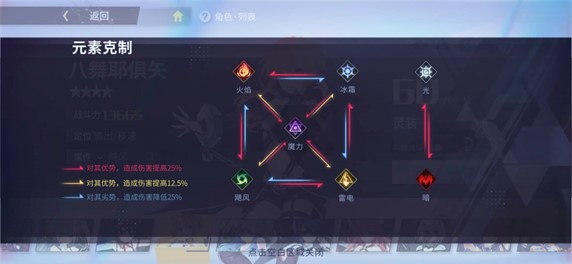 返回
角色·列表
元素克制
八舞耶俱矢
火焰
冰霜
光
魔力
飓风
雷电
暗
对其优势，造成伤害提高25%
对其优势，造成伤害提高12.5%
对其劣势，造成伤害降低25%
点击空白区域关闭